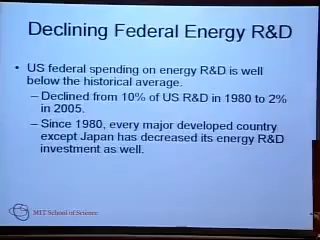 Declining Federal Energy R&D
• US federal spending on energy R&D is well
below the historical average.
– Declined from 10% of US R&D in 1980 to 2%
in 2005.
– Since 1980, every major developed country
except Japan has decreased its energy R&D
investment as well.
MIT School of Science